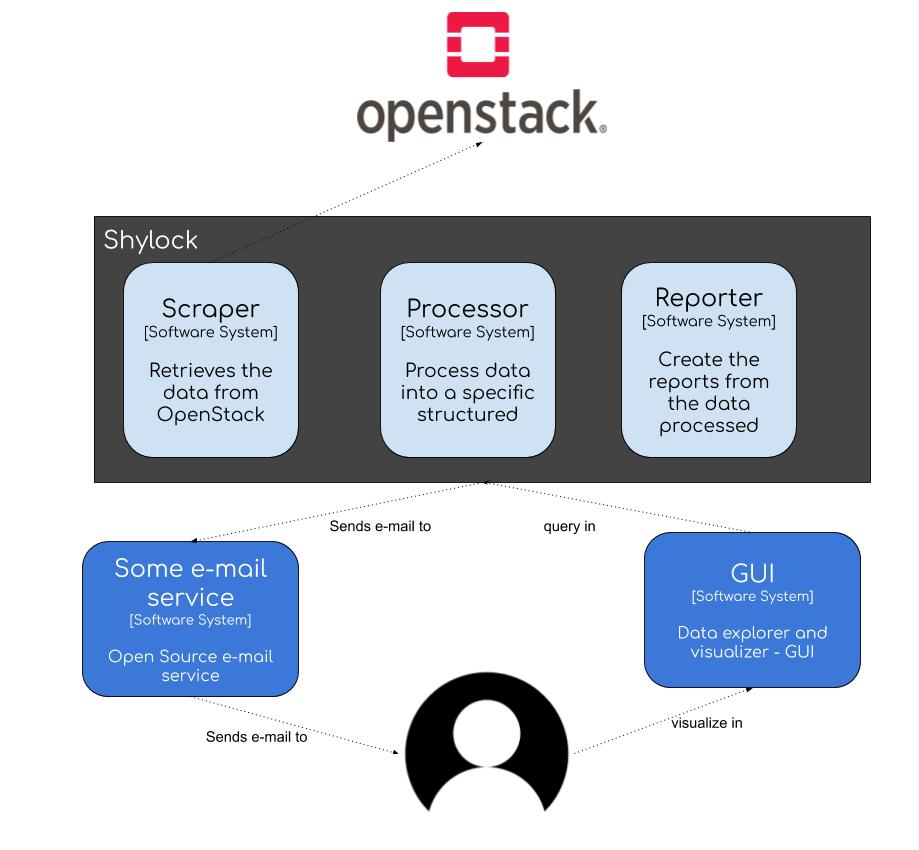 openstack®
Shylock
Scraper
[Software System]
Retrieves the
data from
OpenStack
Processor
[Software System]
Process data
into a specific
structured
Reporter
[Software System]
Create the
reports from
the data
processed
Sends e-mail to
query in
Some e-mail
service
[Software System]
Open Source e-mail
service
GUI
[Software System]
Data explorer and
visualizer - GUI
Sends e-mail to
visualize in